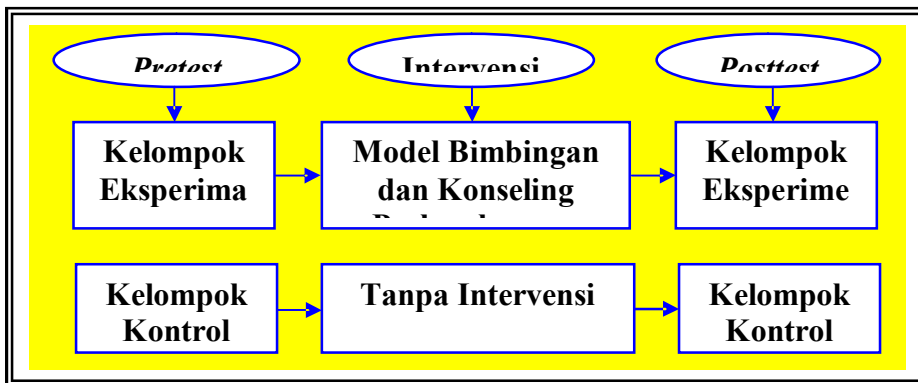 Pretest
Intervensi
Posttest
Kelompok
Eksperima
Model Bimbingan
dan Konseling
Kelompok
Eksperime
Kelompok
Kontrol
Tanpa Intervensi
Kelompok
Kontrol